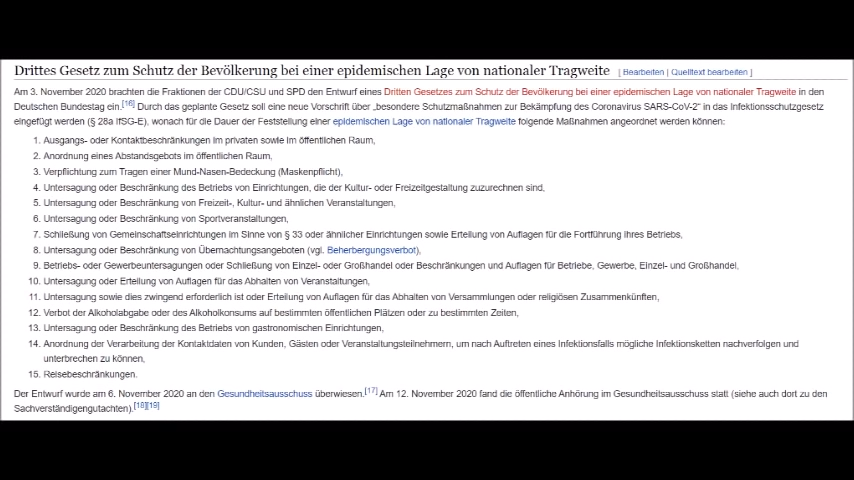 Drittes Gesetz zum Schutz der Bevölkerung bei einer epidemischen Lage von nationaler Tragweite [ Bearbeiten | Quelltext bearbeiten ]
Am 3. November 2020 brachten die Fraktionen der CDU/CSU und SPD den Entwurf eines Dritten Gesetzes zum Schutz der Bevölkerung bei einer epidemischen Lage von nationaler Tragweite in den
Deutschen Bundestag ein.[16] Durch das geplante Gesetz soll eine neue Vorschrift über „besondere Schutzmaßnahmen zur Bekämpfung des Coronavirus SARS-CoV-2" in das Infektionsschutzgesetz
eingefügt werden (§ 28a IfSG-E), wonach für die Dauer der Feststellung einer epidemischen Lage von nationaler Tragweite folgende Maßnahmen angeordnet werden können:
1. Ausgangs- oder Kontaktbeschränkungen im privaten sowie im öffentlichen Raum,
2. Anordnung eines Abstandsgebots im öffentlichen Raum,
3. Verpflichtung zum Tragen einer Mund-Nasen-Bedeckung (Maskenpflicht),
4. Untersagung oder Beschränkung des Betriebs von Einrichtungen, die der Kultur- oder Freizeitgestaltung zuzurechnen sind,
5. Untersagung oder Beschränkung von Freizeit-, Kultur- und ähnlichen Veranstaltungen,
6. Untersagung oder Beschränkung von Sportveranstaltungen,
7. Schließung von Gemeinschaftseinrichtungen im Sinne von § 33 oder ähnlicher Einrichtungen sowie Erteilung von Auflagen für die Fortführung ihres Betriebs,
8. Untersagung oder Beschränkung von Übernachtungsangeboten (vgl. Beherbergungsverbot),
9. Betriebs- oder Gewerbeuntersagungen oder Schließung von Einzel- oder Großhandel oder Beschränkungen und Auflagen für Betriebe, Gewerbe, Einzel- und Großhandel,
10. Untersagung oder Erteilung von Auflagen für das Abhalten von Veranstaltungen,
11. Untersagung sowie dies zwingend erforderlich ist oder Erteilung von Auflagen für das Abhalten von Versammlungen oder religiösen Zusammenkünften,
12. Verbot der Alkoholabgabe oder des Alkoholkonsums auf bestimmten öffentlichen Plätzen oder zu bestimmten Zeiten,
13. Untersagung oder Beschränkung des Betriebs von gastronomischen Einrichtungen,
14. Anordnung der Verarbeitung der Kontaktdaten von Kunden, Gästen oder Veranstaltungsteilnehmern, um nach Auftreten eines Infektionsfalls mögliche Infektionsketten nachverfolgen und
unterbrechen zu können,
15. Reisebeschränkungen.
Der Entwurf wurde am 6. November 2020 an den Gesundheitsausschuss überwiesen.[17] Am 12. November 2020 fand die öffentliche Anhörung im Gesundheitsausschuss statt (siehe auch dort zu den
Sachverständigengutachten).[18][19]